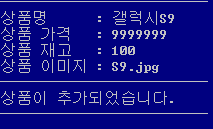 상품명 : 갤럭시S9
상품 가격 : 9999999
상품 재고 : 100
상품 이미지 : S9.jpg
상품이 추가되었습니다.